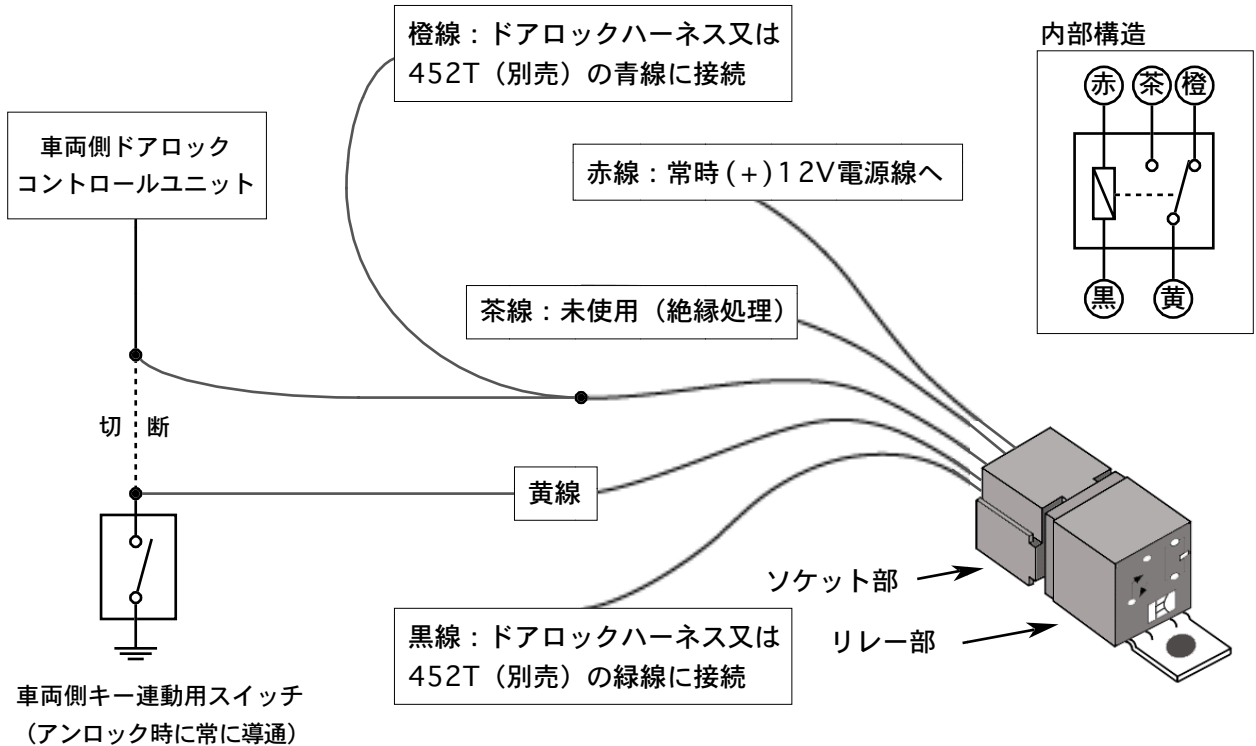 橙線：ドアロックハーネス又は
452T（別売）の青線に接続
内部構造
赤
茶
橙
黒
黄
車両側ドアロック
コントロールユニット
赤線：常時(+)12V電源線へ
茶線：未使用（絶縁処理）
切 断
黄線
ソケット部
リレー部
黒線：ドアロックハーネス又は
452T（別売）の緑線に接続
車両側キー連動用スイッチ
（アンロック時に常に導通）